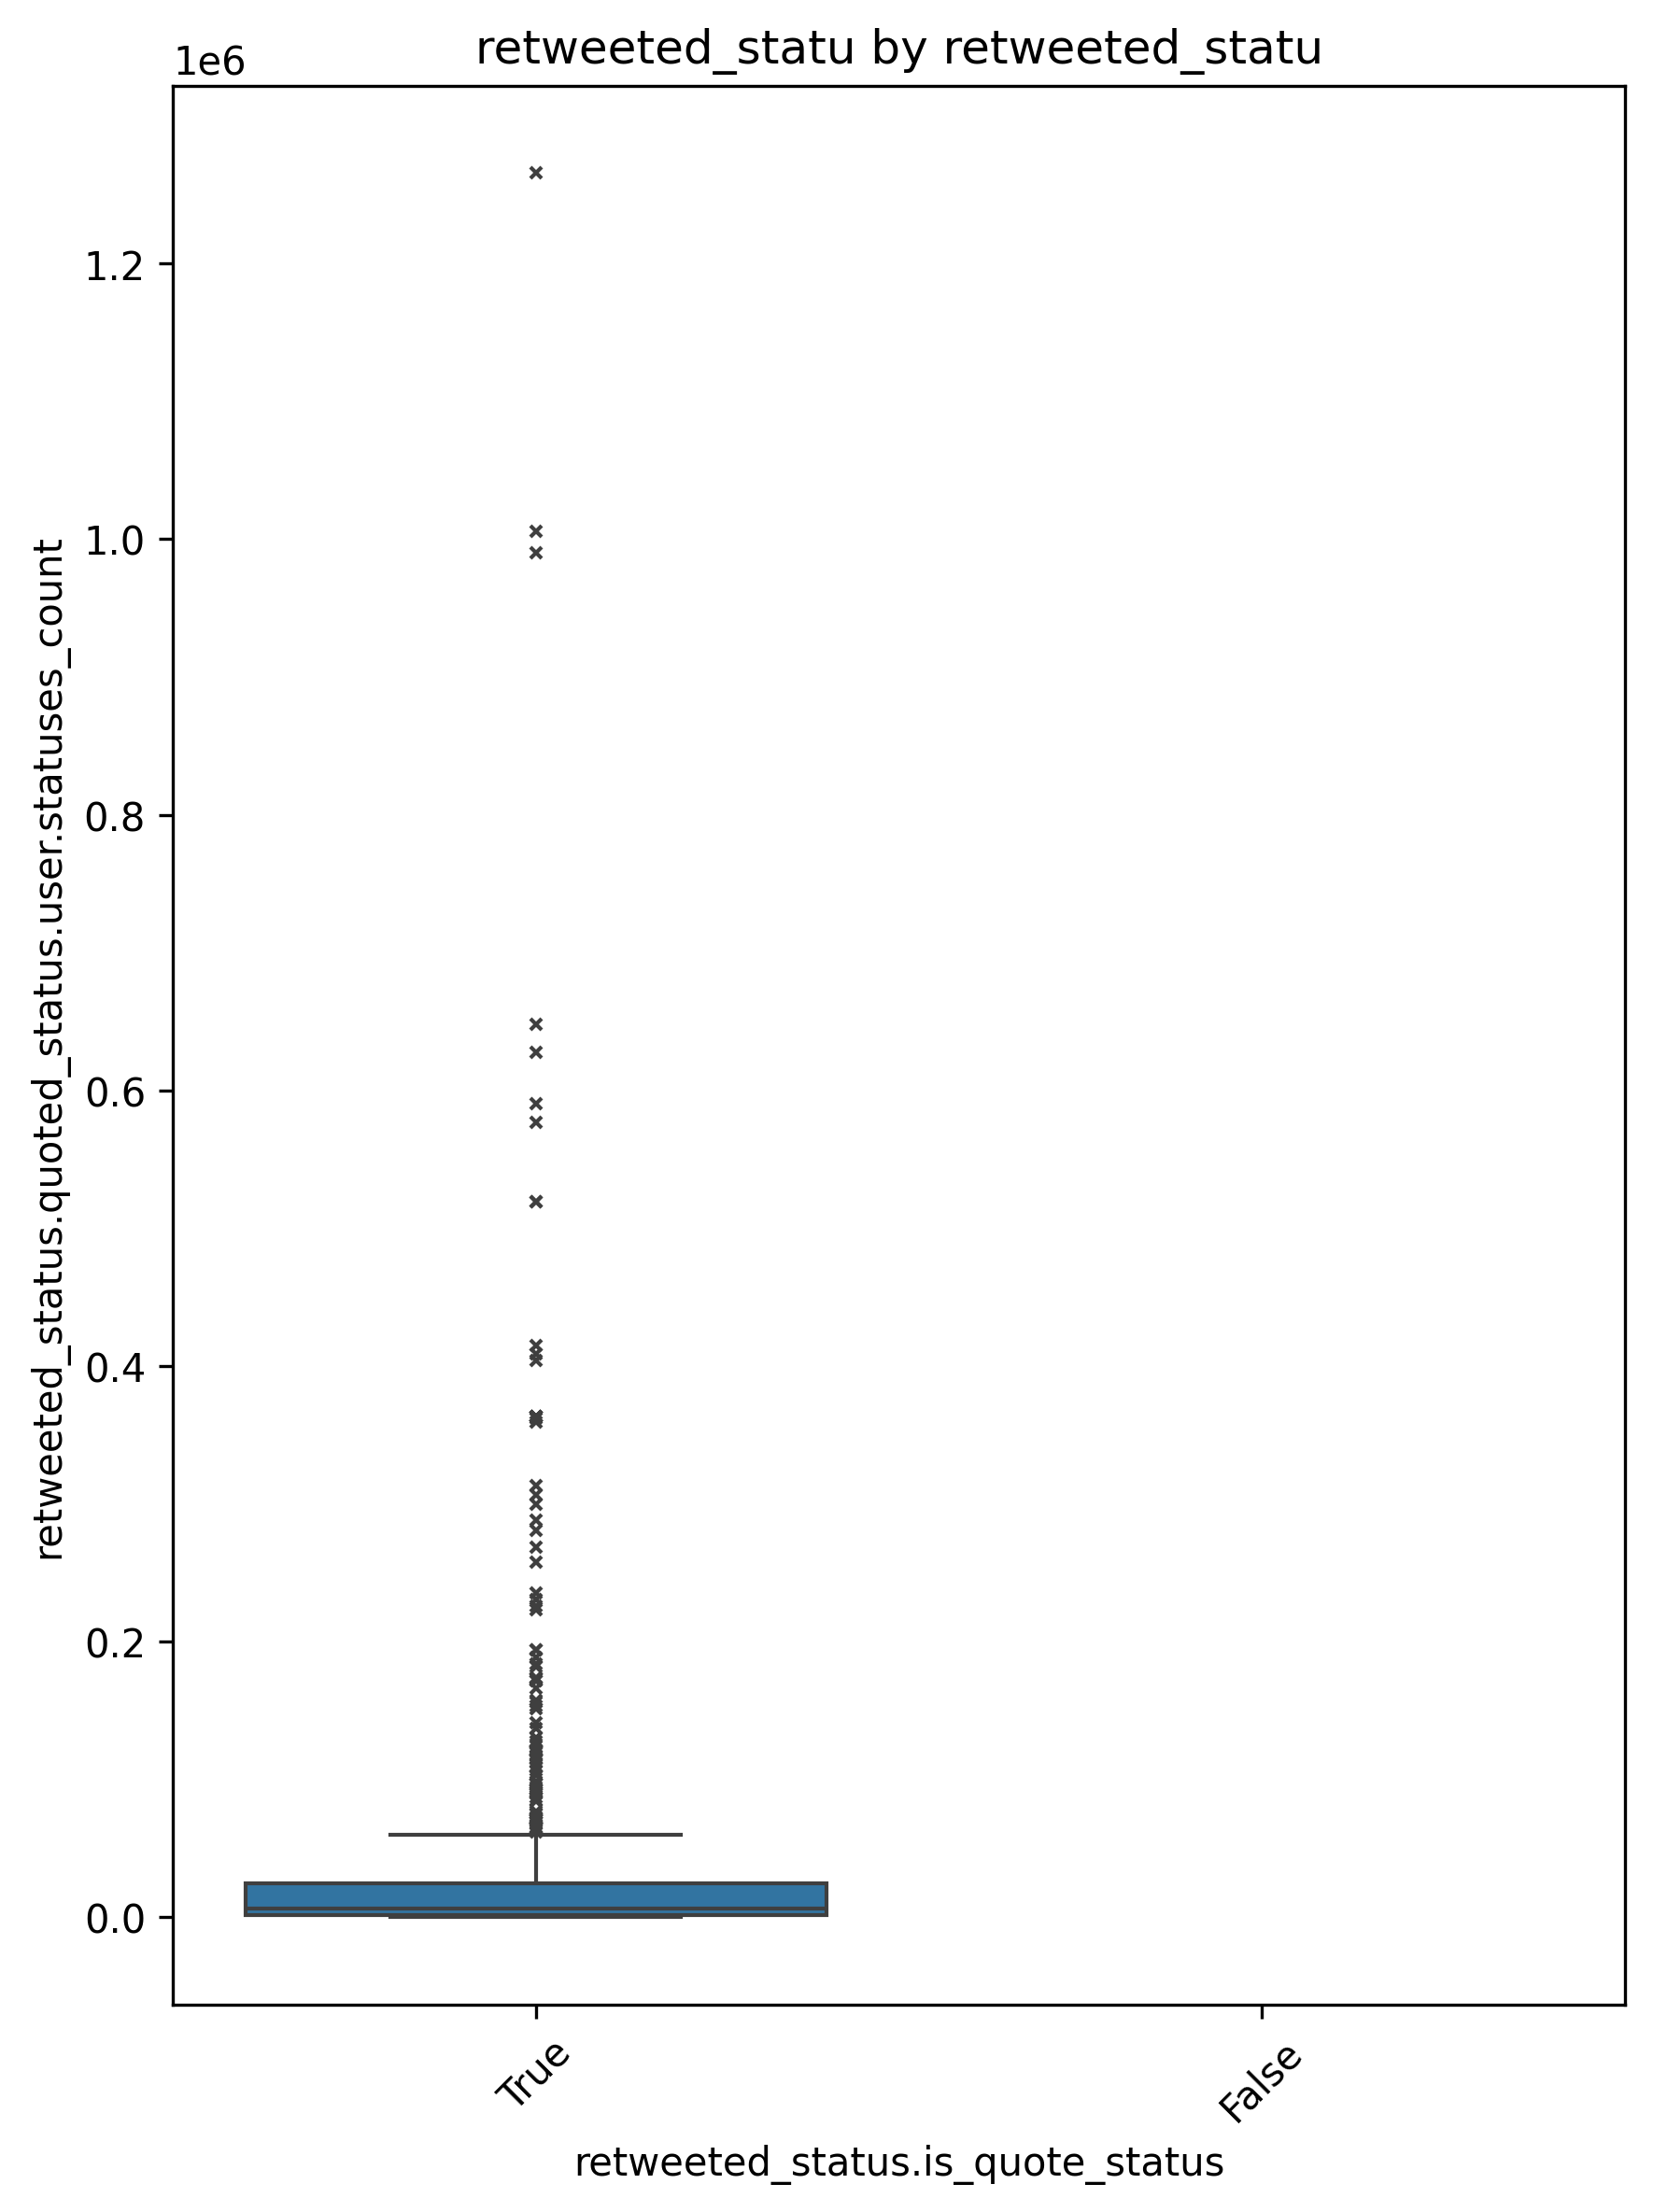 retweeted_statu by retweeted_statu
1e6
1.2
1.0
0.8
0.6
0.4
0.2
0.0
retweeted_status.quoted_status.user.statuses_count
True
False
retweeted_status.is_quote_status